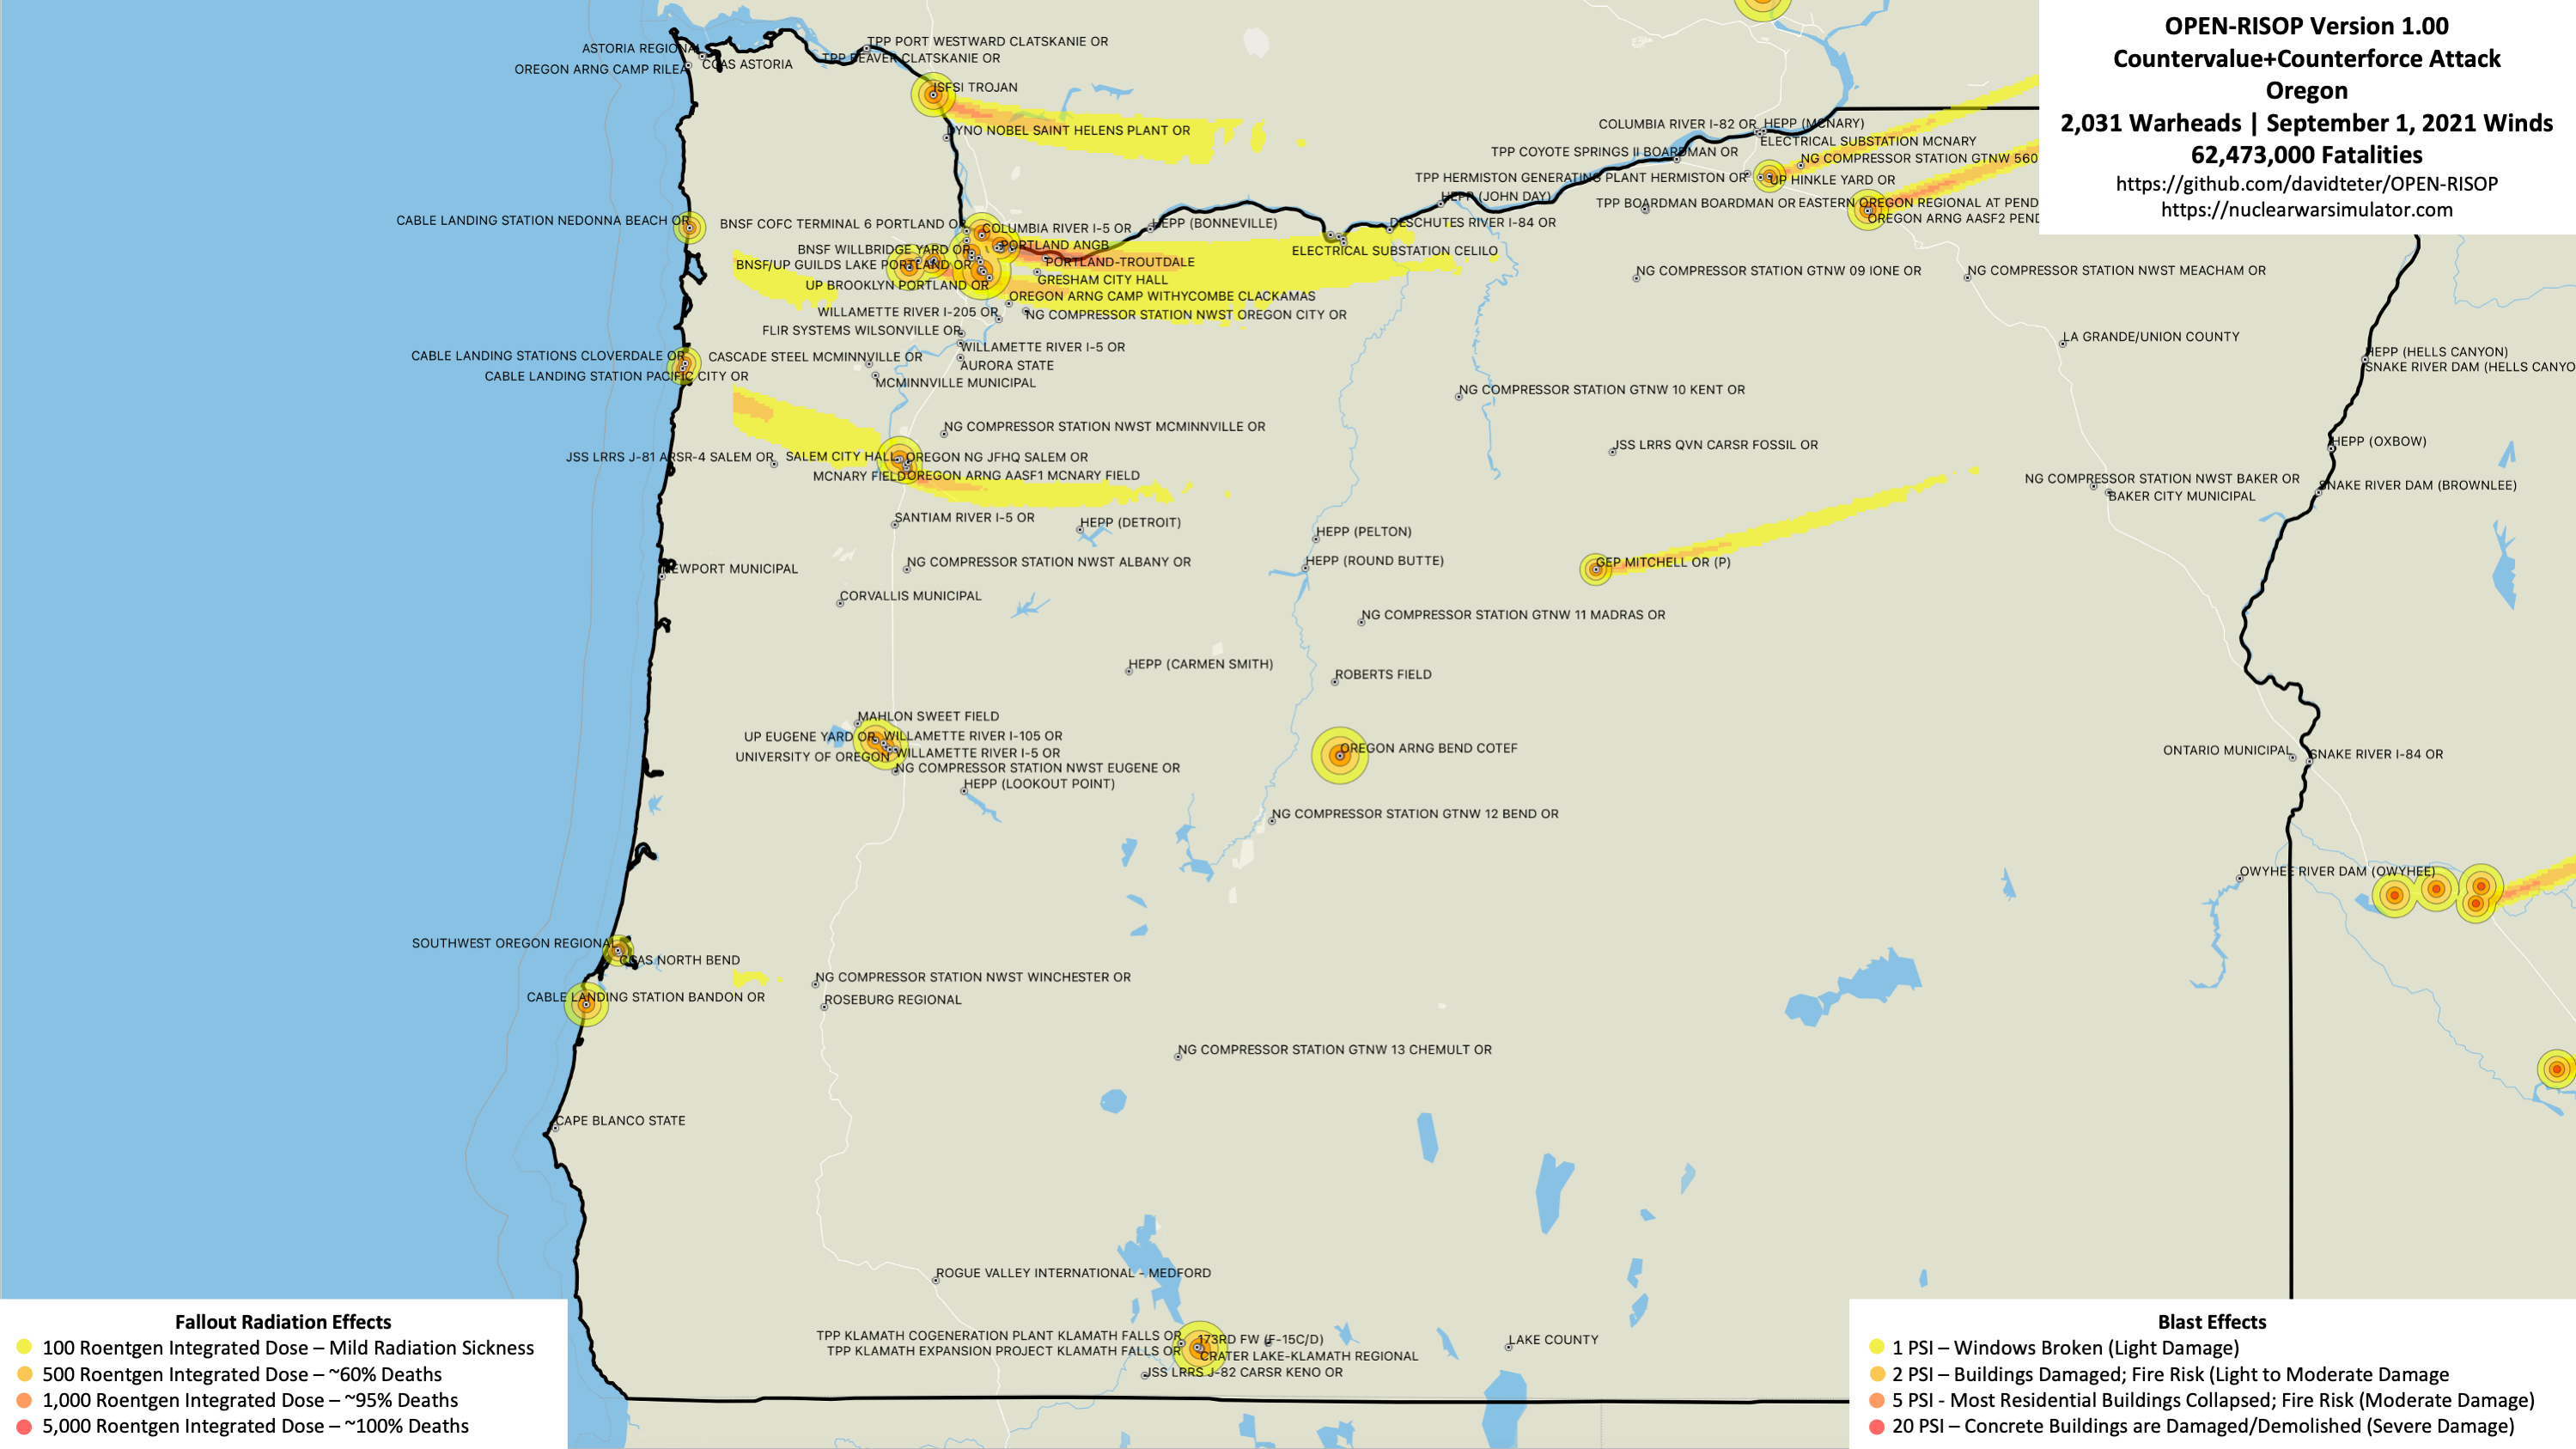 OPEN-RISOP Version 1.00
Countervalue+Counterforce Attack
Oregon
2,031 Warheads | September 1, 2021 Winds
62,473,000 Fatalities
https://github.com/davidteter/OPEN-RISOP
https://nuclearwarsimulator.com
ASTORIA REGIONAL
OREGON ARNG CAMP RILEA
CGAS ASTORIA
TPP PORT WESTWARD CLATSKANIE OR
TPP BEAVER CLATSKANIE OR
ISFSI TROJAN
DYNO NOBEL SAINT HELENS PLANT OR
COLUMBIA RIVER I-82 OR
HEPP (MCNARY)
ELECTRICAL SUBSTATION MCNARY
TPP COYOTE SPRINGS II BOARDMAN OR
NG COMPRESSOR STATION GTNW 560
TPP HERMISTON GENERATING PLANT HERMISTON OR
UP HINKLE YARD OR
HEPP (JOHN DAY)
TPP BOARDMAN BOARDMAN OR
EASTERN OREGON REGIONAL AT PEND
OREGON ARNG AASF2 PEND
CABLE LANDING STATION NEDONNA BEACH OR
BNSF COFC TERMINAL 6 PORTLAND OR
COLUMBIA RIVER I-5 OR
HEPP (BONNEVILLE)
DESCHUTES RIVER I-84 OR
BNSF WILLBRIDGE YARD OR
PORTLAND ANGB
ELECTRICAL SUBSTATION CELILO
BNSF/UP GUILDS LAKE PORTLAND OR
PORTLAND-TROUTDALE
GRESHAM CITY HALL
UP BROOKLYN PORTLAND OR
OREGON ARNG CAMP WITHYCOMBE CLACKAMAS
WILLAMETTE RIVER I-205 OR
NG COMPRESSOR STATION NWST OREGON CITY OR
FLIR SYSTEMS WILSONVILLE OR
WILLAMETTE RIVER I-5 OR
AURORA STATE
NG COMPRESSOR STATION GTNW 09 IONE OR
NG COMPRESSOR STATION NWST MEACHAM OR
LA GRANDE/UNION COUNTY
HEPP (HELLS CANYON)
SNAKE RIVER DAM (HELLS CANYO
CABLE LANDING STATIONS CLOVERDALE OR
CASCADE STEEL MCMINNVILLE OR
CABLE LANDING STATION PACIFIC CITY OR
MCMINNVILLE MUNICIPAL
NG COMPRESSOR STATION GTNW 10 KENT OR
NG COMPRESSOR STATION NWST MCMINNVILLE OR
JSS LRRS QVN CARSR FOSSIL OR
HEPP (OXBOW)
JSS LRRS J-81 ARSR-4 SALEM OR
SALEM CITY HALL
OREGON NG JFHQ SALEM OR
MCNARY FIELD
OREGON ARNG AASF1 MCNARY FIELD
NG COMPRESSOR STATION NWST BAKER OR
BAKER CITY MUNICIPAL
SNAKE RIVER DAM (BROWNLEE)
SANTIAM RIVER I-5 OR
HEPP (DETROIT)
HEPP (PELTON)
NEWPORT MUNICIPAL
NG COMPRESSOR STATION NWST ALBANY OR
HEPP (ROUND BUTTE)
GEP MITCHELL OR (P)
CORVALLIS MUNICIPAL
NG COMPRESSOR STATION GTNW 11 MADRAS OR
HEPP (CARMEN SMITH)
ROBERTS FIELD
MAHLON SWEET FIELD
UP EUGENE YARD OR
WILLAMETTE RIVER I-105 OR
UNIVERSITY OF OREGON
WILLAMETTE RIVER I-5 OR
NG COMPRESSOR STATION NWST EUGENE OR
HEPP (LOOKOUT POINT)
OREGON ARNG BEND COTEF
ONTARIO MUNICIPAL
SNAKE RIVER I-84 OR
NG COMPRESSOR STATION GTNW 12 BEND OR
OWYHEE RIVER DAM (OWYHEE)
SOUTHWEST OREGON REGIONAL
CGAS NORTH BEND
CABLE LANDING STATION BANDON OR
NG COMPRESSOR STATION NWST WINCHESTER OR
ROSEBURG REGIONAL
NG COMPRESSOR STATION GTNW 13 CHEMULT OR
CAPE BLANCO STATE
ROGUE VALLEY INTERNATIONAL - MEDFORD
TPP KLAMATH COGENERATION PLANT KLAMATH FALLS OR
173RD FW (F-15C/D)
TPP KLAMATH EXPANSION PROJECT KLAMATH FALLS OR
CRATER LAKE-KLAMATH REGIONAL
JSS LRRS J-82 CARSR KENO OR
LAKE COUNTY
Fallout Radiation Effects
100 Roentgen Integrated Dose – Mild Radiation Sickness
500 Roentgen Integrated Dose – ~60% Deaths
1,000 Roentgen Integrated Dose – ~95% Deaths
5,000 Roentgen Integrated Dose – ~100% Deaths
Blast Effects
1 PSI – Windows Broken (Light Damage)
2 PSI – Buildings Damaged; Fire Risk (Light to Moderate Damage
5 PSI - Most Residential Buildings Collapsed; Fire Risk (Moderate Damage)
20 PSI – Concrete Buildings are Damaged/Demolished (Severe Damage)